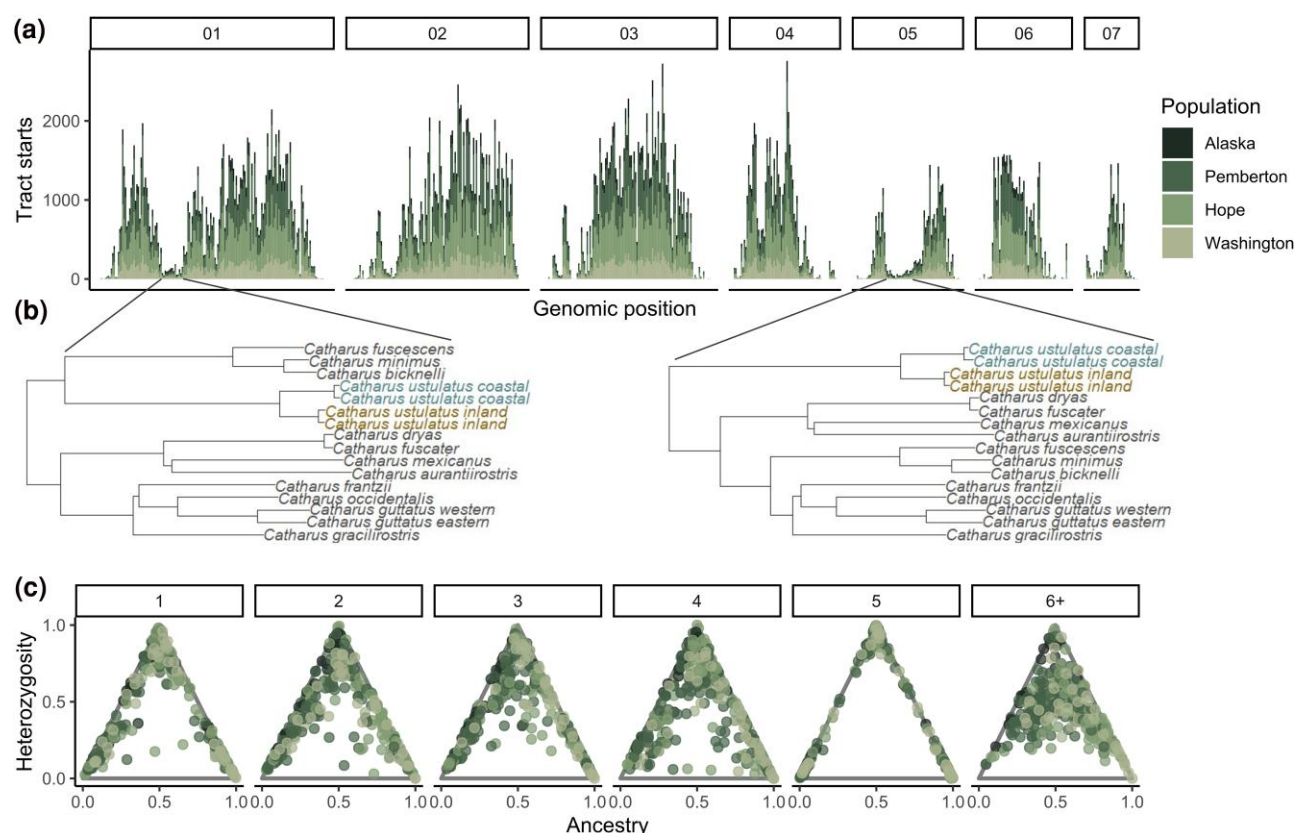 (a)
01 02 03 04 05 06 07
Tract starts
2000
1000
0
Genomic position
Population
Alaska
Pemberton
Hope
Washington
(b)
Catharus fuscescens
Catharus minimus
Catharus bicknelli
Catharus ustulatus coastal
Catharus ustulatus coastal
Catharus ustulatus inland
Catharus ustulatus inland
Catharus dryas
Catharus fuscater
Catharus mexicanus
Catharus aurantiirostris
Catharus frantzii
Catharus occidentalis
Catharus guttatus western
Catharus guttatus eastern
Catharus gracilirostris
Catharus ustulatus coastal
Catharus ustulatus coastal
Catharus ustulatus inland
Catharus ustulatus inland
Catharus dryas
Catharus fuscater
Catharus mexicanus
Catharus aurantiirostris
Catharus fuscescens
Catharus minimus
Catharus bicknelli
Catharus frantzii
Catharus occidentalis
Catharus guttatus western
Catharus guttatus eastern
Catharus gracilirostris
(c)
1 2 3 4 5 6+
Heterozygosity
1.0
0.5
0.0
0.0 0.5 1.0 0.0 0.5 1.0 0.0 0.5 1.0 0.0 0.5 1.0 0.0 0.5 1.0 0.0 0.5 1.0
Ancestry